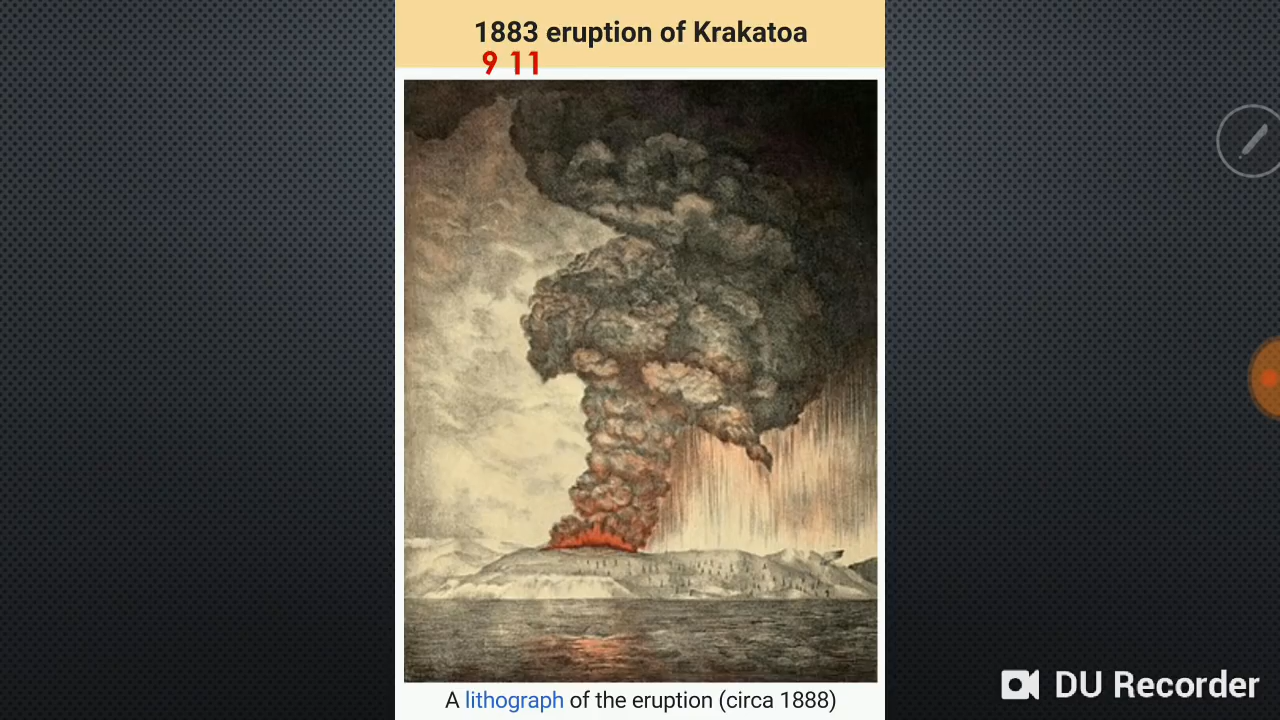 1883 eruption of Krakatoa
9 11
A lithograph of the eruption (circa 1888)
DU Recorder